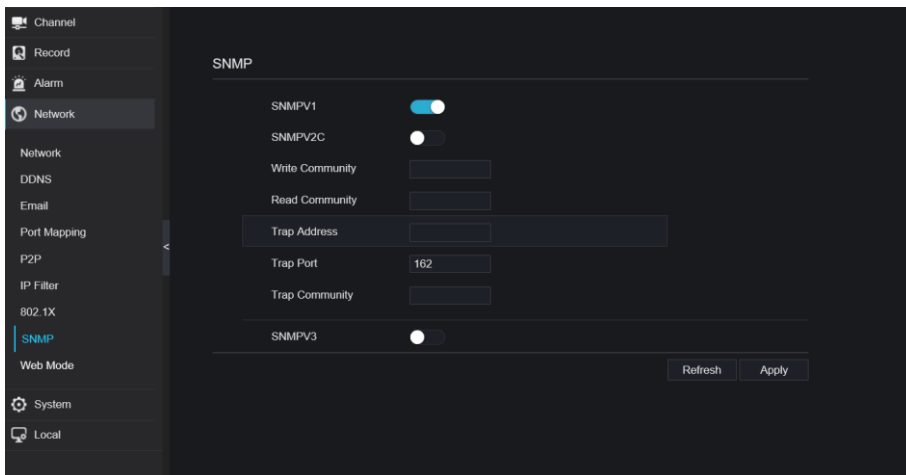 Channel
Record
Alarm
Network
Network
DDNS
Email
Port Mapping
P2P
IP Filter
802.1X
SNMP
Web Mode
System
Local
<
SNMP
SNMPV1
SNMPV2C
Write Community
Read Community
Trap Address
Trap Port 162
Trap Community
SNMPV3
Refresh Apply